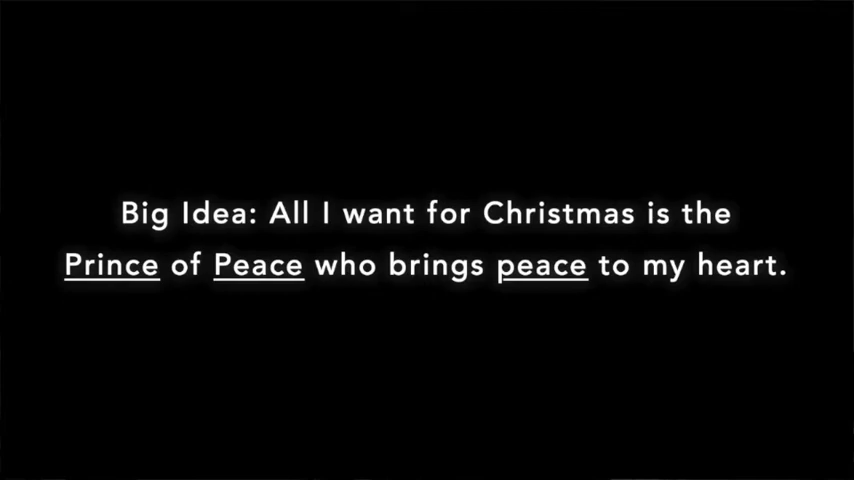 Big Idea: All I want for Christmas is the
Prince of Peace who brings peace to my heart.